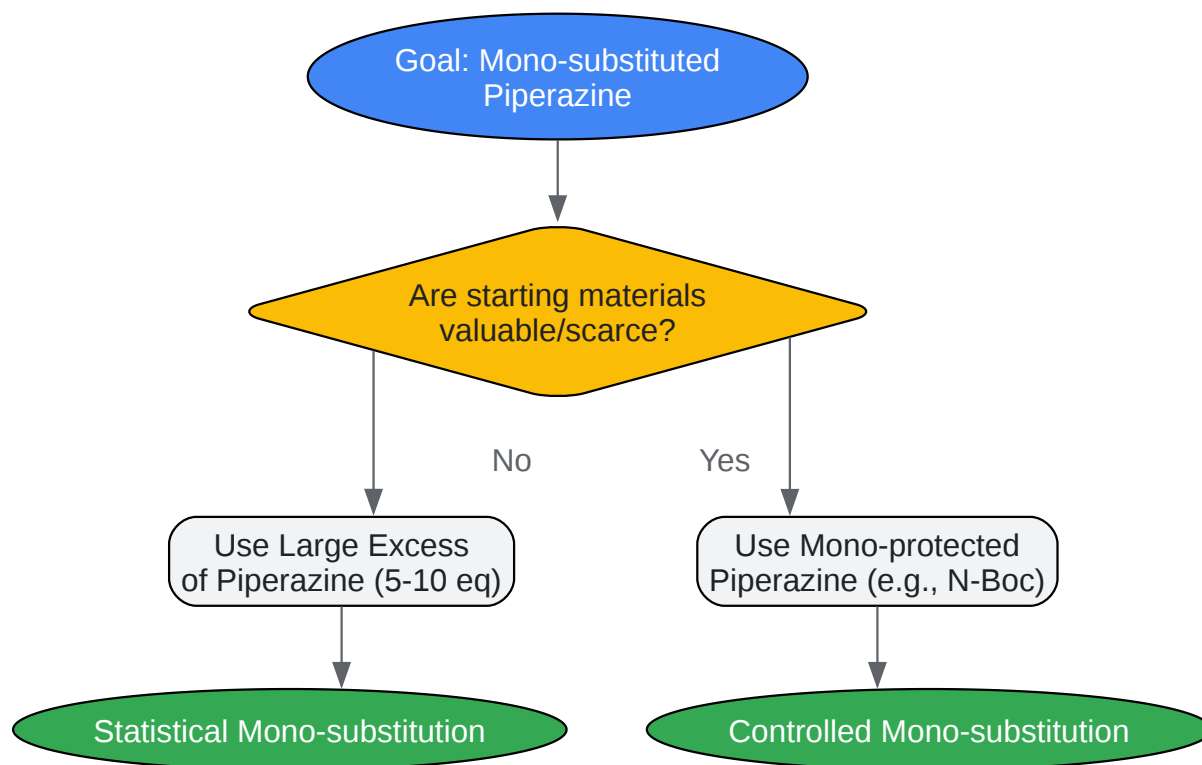 Goal: Mono-substituted
Piperazine
Are starting materials
valuable/scarce?
No
Yes
Use Large Excess
of Piperazine (5-10 eq)
Use Mono-protected
Piperazine (e.g., N-Boc)
Statistical Mono-substitution
Controlled Mono-substitution